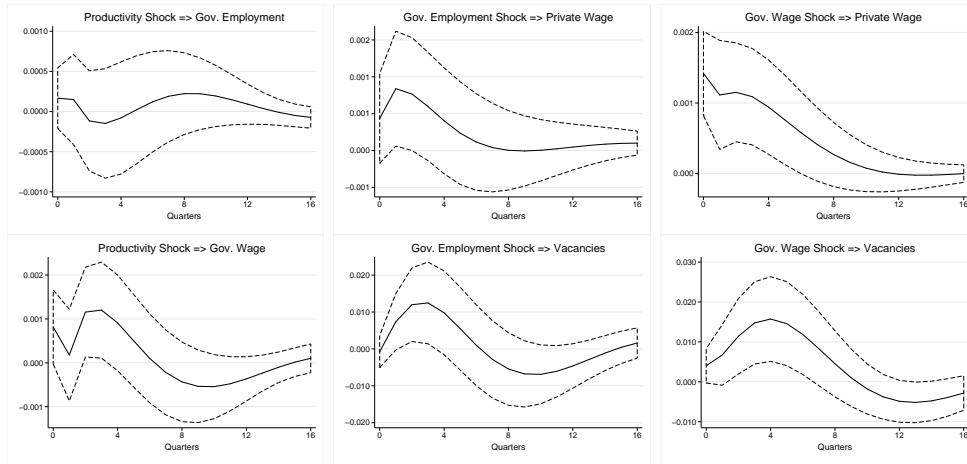 Productivity Shock => Gov. Employment
0.0010
0.0005
0.0000
−0.0005
−0.0010
0 4 8 12 16
Quarters
Gov. Employment Shock => Private Wage
0.002
0.001
0.001
0.000
−0.001
0 4 8 12 16
Quarters
Gov. Wage Shock => Private Wage
0.002
0.001
0.000
0 4 8 12 16
Quarters
Productivity Shock => Gov. Wage
0.002
0.001
0.000
−0.001
0 4 8 12 16
Quarters
Gov. Employment Shock => Vacancies
0.020
0.010
0.000
−0.010
−0.020
0 4 8 12 16
Quarters
Gov. Wage Shock => Vacancies
0.030
0.020
0.010
0.000
−0.010
0 4 8 12 16
Quarters